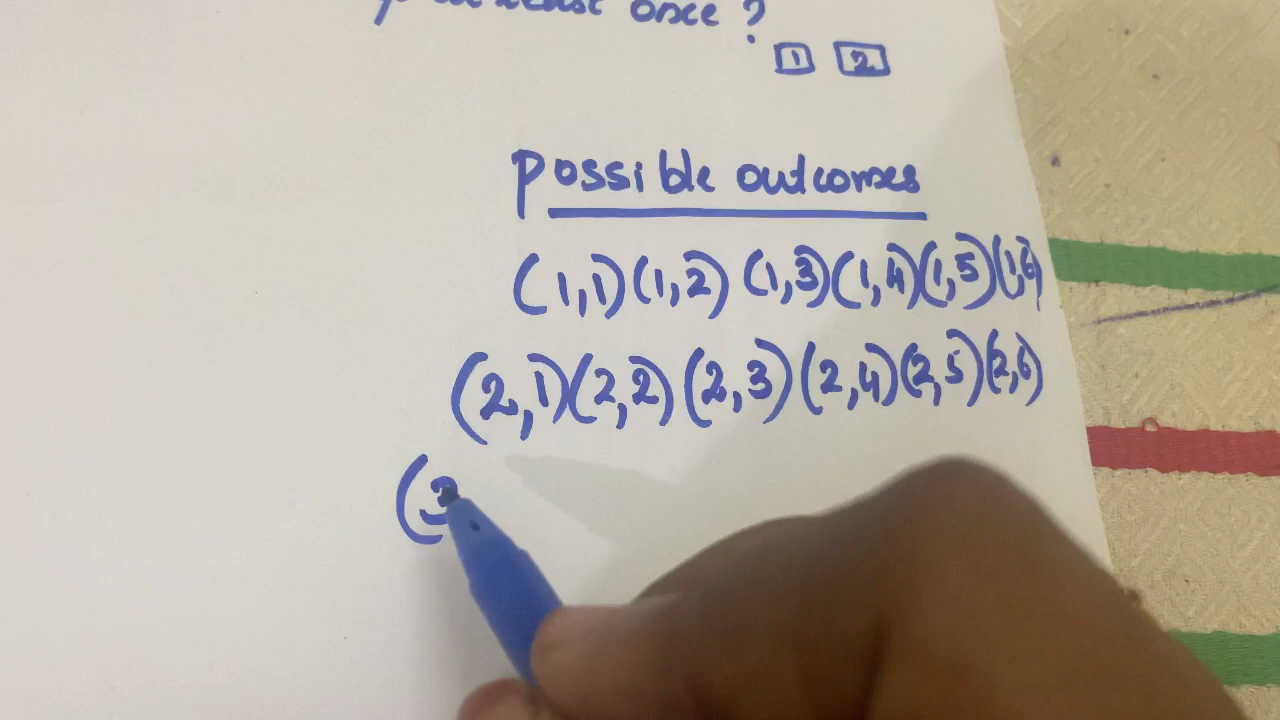 once ?
1 2
possible outcomes
(1,1) (1,2) (1,3) (1,4) (1,5) (1,6)
(2,1) (2,2) (2,3) (2,4) (2,5) (2,6)
(3